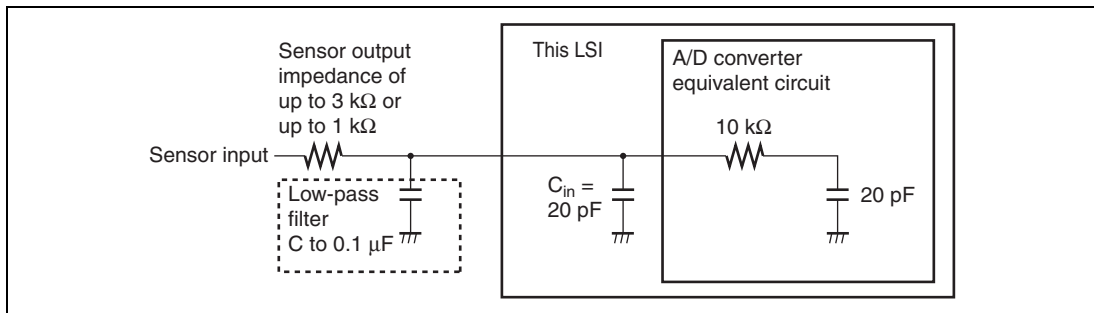 Sensor output
impedance of
up to 3 kΩ or
up to 1 kΩ
Sensor input
Low-pass
filter
C to 0.1 μF
This LSI
Cin =
20 pF
A/D converter
equivalent circuit
10 kΩ
20 pF